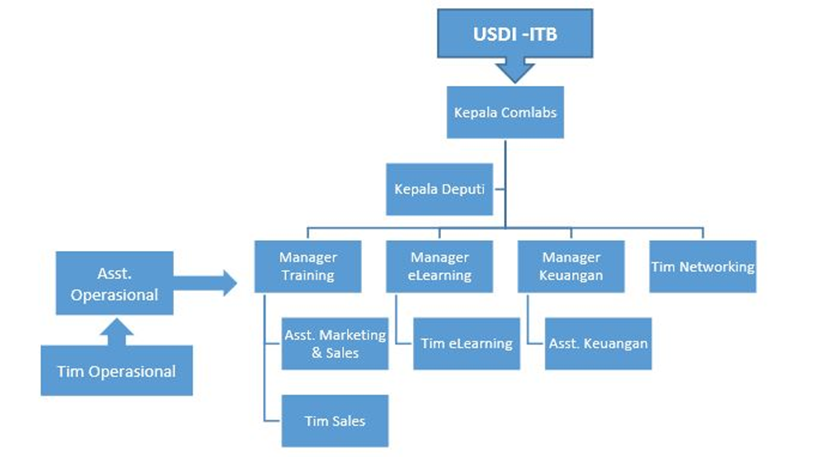 USDI -ITB
Kepala Comlabs
Kepala Deputi
Manager
Training
Manager
eLearning
Manager
Keuangan
Tim Networking
Asst.
Operasional
Asst. Marketing
& Sales
Tim eLearning
Asst. Keuangan
Tim Operasional
Tim Sales